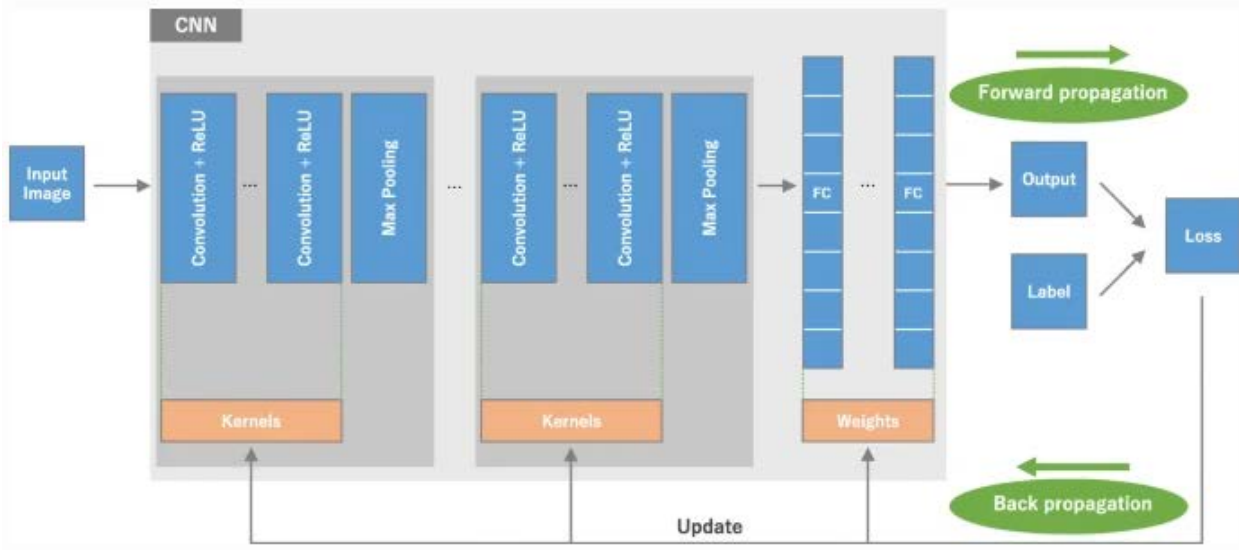 CNN
Forward propagation
Input
Image
Convolution + ReLU
...
Convolution + ReLU
Max Pooling
...
Convolution + ReLU
...
Convolution + ReLU
Max Pooling
FC
...
FC
Output
Label
Loss
Kernels
Kernels
Weights
Back propagation
Update